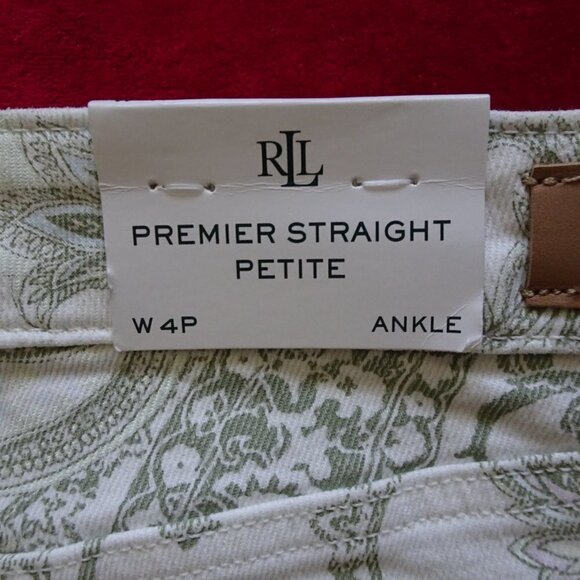 RLL
PREMIER STRAIGHT
PETITE
W 4P ANKLE